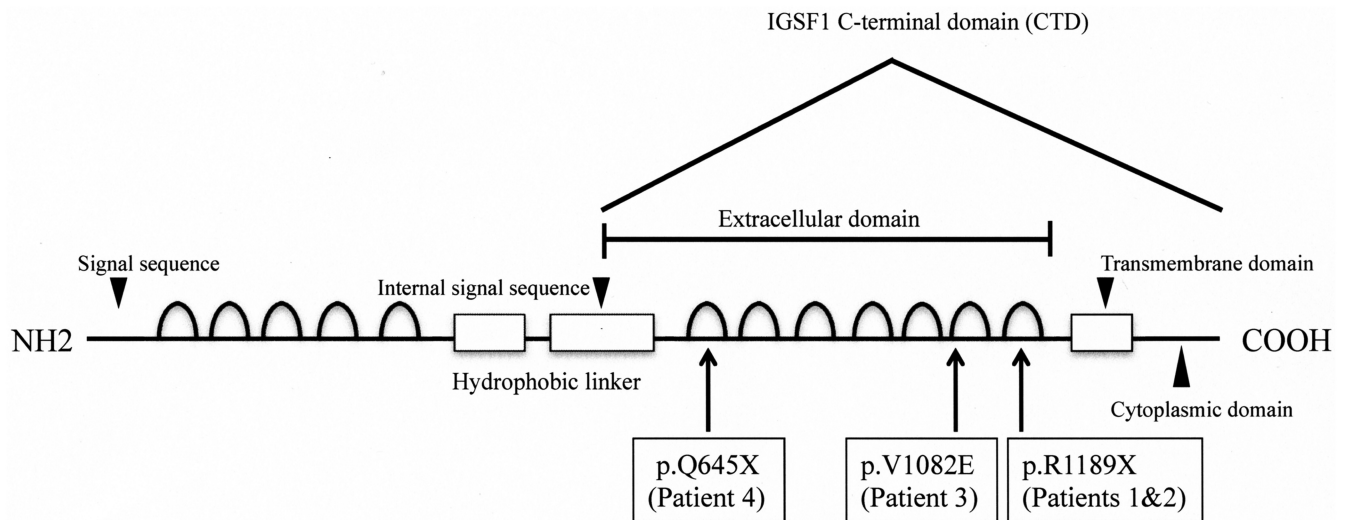 IGSF1 C-terminal domain (CTD)
Extracellular domain
Signal sequence
Internal signal sequence
Transmembrane domain
NH2
COOH
Hydrophobic linker
Cytoplasmic domain
p.Q645X
(Patient 4)
p.V1082E
(Patient 3)
p.R1189X
(Patients 1&2)